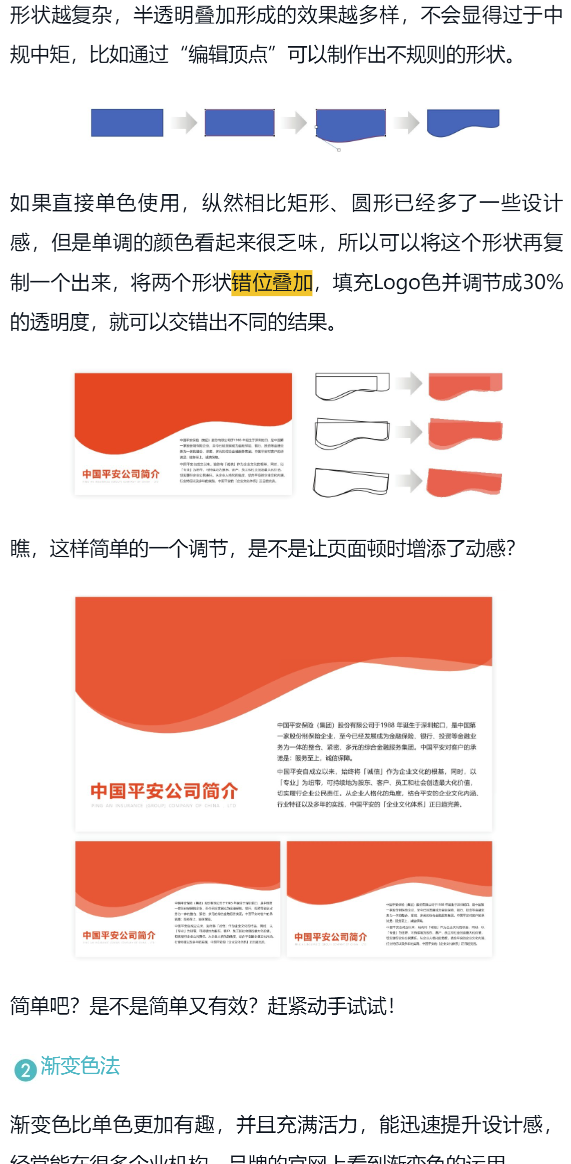 形状越复杂，半透明叠加形成的效果越多样，不会显得过于中
规中矩，比如通过“编辑顶点”可以制作出不规则的形状。
如果直接单色使用，纵然相比矩形、圆形已经多了一些设计
感，但是单调的颜色看起来很乏味，所以可以将这个形状再复
制一个出来，将两个形状错位叠加，填充Logo色并调节成30%
的透明度，就可以交错出不同的结果。
中国平安公司简介
瞧，这样简单的一个调节，是不是让页面顿时增添了动感？
中国平安保险（集团）股份有限公司于1988 年诞生于深圳蛇口，是中国第
一家股份制保险企业，至今已经发展成为金融保险、银行、投资等金融业
务为一体的整合、紧密、多元的综合金融服务集团。中国平安对客户的承
诺是：服务至上，诚信保障。
中国平安自成立以来，始终将「诚信」作为企业文化的根基，同时，以
「专业」为纽带，可持续地为股东、客户、员工和社会创造最大化价值，
切实履行企业公民责任。从企业人格化的角度，结合平安的企业文化内涵、
行业特征以及多年的实践，中国平安的「企业文化体系」正日趋完善。
中国平安公司简介
中国平安公司简介
中国平安公司简介
简单吧？是不是简单又有效？赶紧动手试试！
2 渐变色法
渐变色比单色更加有趣，并且充满活力，能迅速提升设计感，
经常能在很多企业机构、品牌的官网上看到渐变色的运用